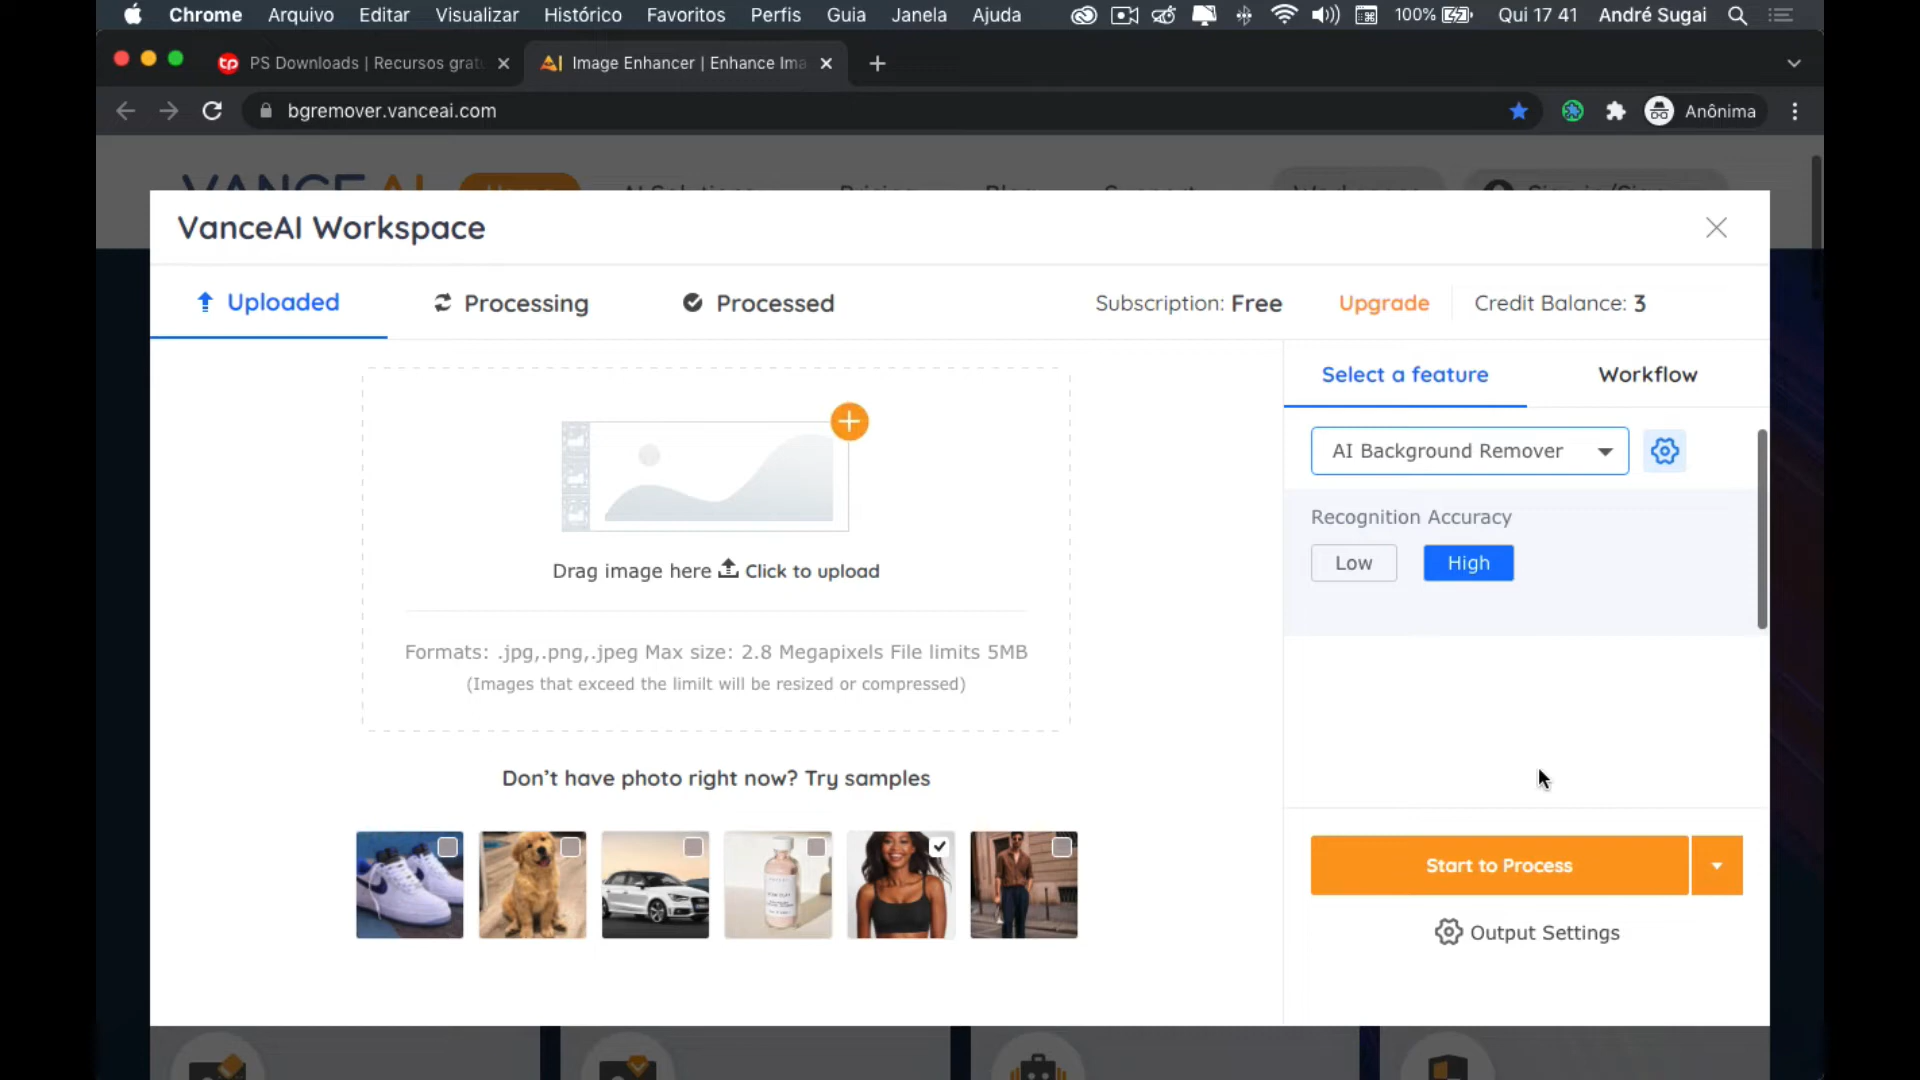 Chrome Arquivo Editar Visualizar Histórico Favoritos Perfis Guia Janela Ajuda 100% Qui 17 41 André Sugai
PS Downloads | Recursos grat
Image Enhancer | Enhance Ima
bgremover.vanceai.com
Anônima
VANCE AI
VanceAI Workspace
Uploaded
Processing
Processed
Subscription: Free
Upgrade
Credit Balance: 3
Select a feature
Workflow
AI Background Remover
Recognition Accuracy
Low
High
Drag image here Click to upload
Formats: .jpg,.png,.jpeg Max size: 2.8 Megapixels File limits 5MB
(Images that exceed the limilt will be resized or compressed)
Don't have photo right now? Try samples
Start to Process
Output Settings